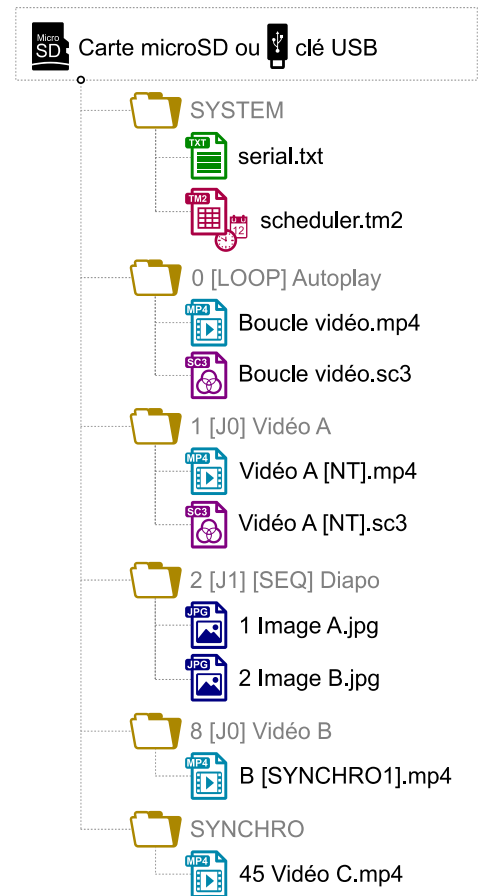 Micro
SD
Carte microSD ou clé USB
SYSTEM
TXT
serial.txt
TM2
12
scheduler.tm2
0 [LOOP] Autoplay
MP4
Boucle vidéo.mp4
SC3
Boucle vidéo.sc3
1 [J0] Vidéo A
MP4
Vidéo A [NT].mp4
SC3
Vidéo A [NT].sc3
2 [J1] [SEQ] Diapo
JPG
1 Image A.jpg
JPG
2 Image B.jpg
8 [J0] Vidéo B
MP4
B [SYNCHRO1].mp4
SYNCHRO
MP4
45 Vidéo C.mp4